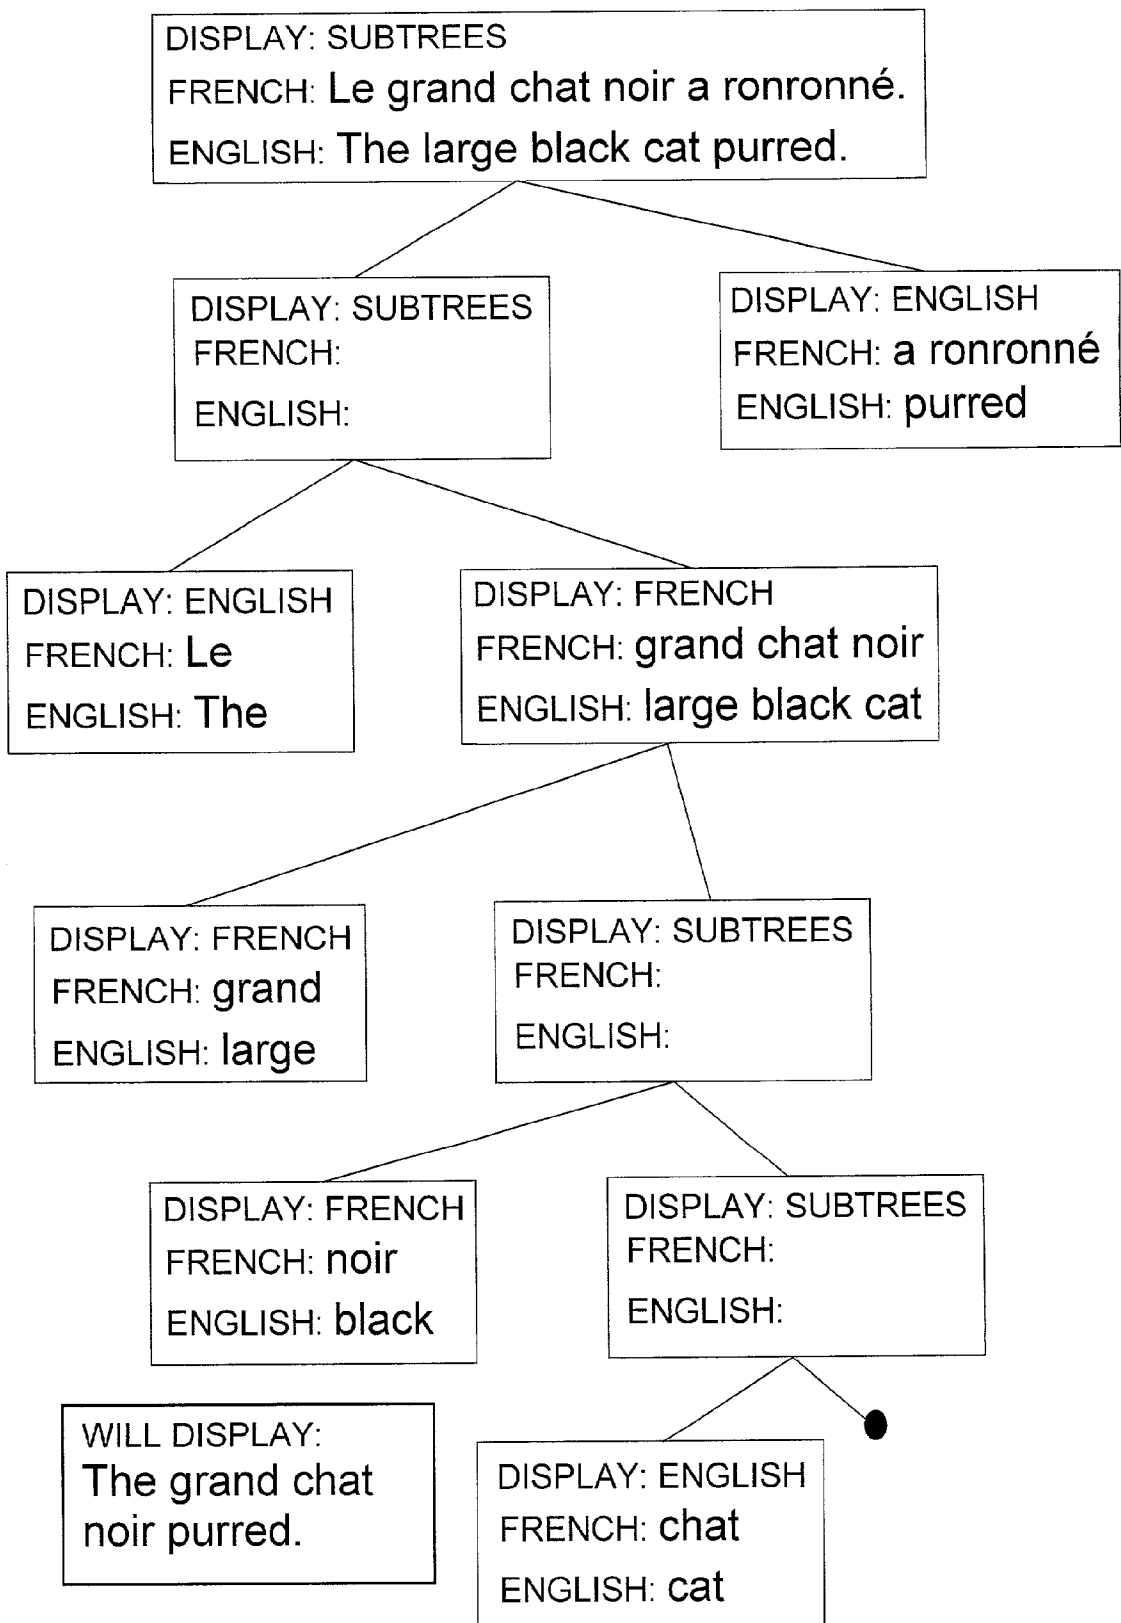 DISPLAY: SUBTREES
FRENCH: Le grand chat noir a ronronné.
ENGLISH: The large black cat purred.
DISPLAY: SUBTREES
FRENCH:
ENGLISH:
DISPLAY: ENGLISH
FRENCH: a ronronné
ENGLISH: purred
DISPLAY: ENGLISH
FRENCH: Le
ENGLISH: The
DISPLAY: FRENCH
FRENCH: grand chat noir
ENGLISH: large black cat
DISPLAY: FRENCH
FRENCH: grand
ENGLISH: large
DISPLAY: SUBTREES
FRENCH:
ENGLISH:
DISPLAY: FRENCH
FRENCH: noir
ENGLISH: black
DISPLAY: SUBTREES
FRENCH:
ENGLISH:
WILL DISPLAY:
The grand chat
noir purred.
DISPLAY: ENGLISH
FRENCH: chat
ENGLISH: cat